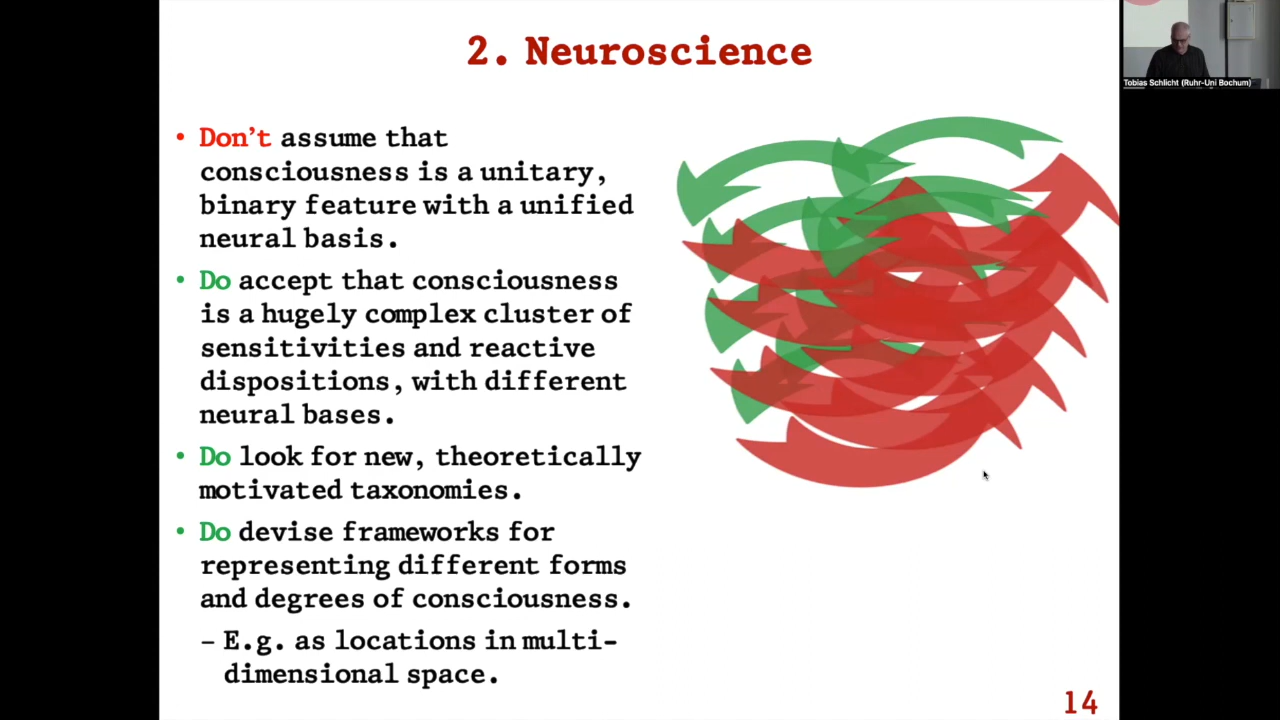 2. Neuroscience
• Don't assume that
consciousness is a unitary,
binary feature with a unified
neural basis.
• Do accept that consciousness
is a hugely complex cluster of
sensitivities and reactive
dispositions, with different
neural bases.
• Do look for new, theoretically
motivated taxonomies.
• Do devise frameworks for
representing different forms
and degrees of consciousness.
– E.g. as locations in multi-
dimensional space.
14
Tobias Schlicht (Ruhr-Uni Bochum)